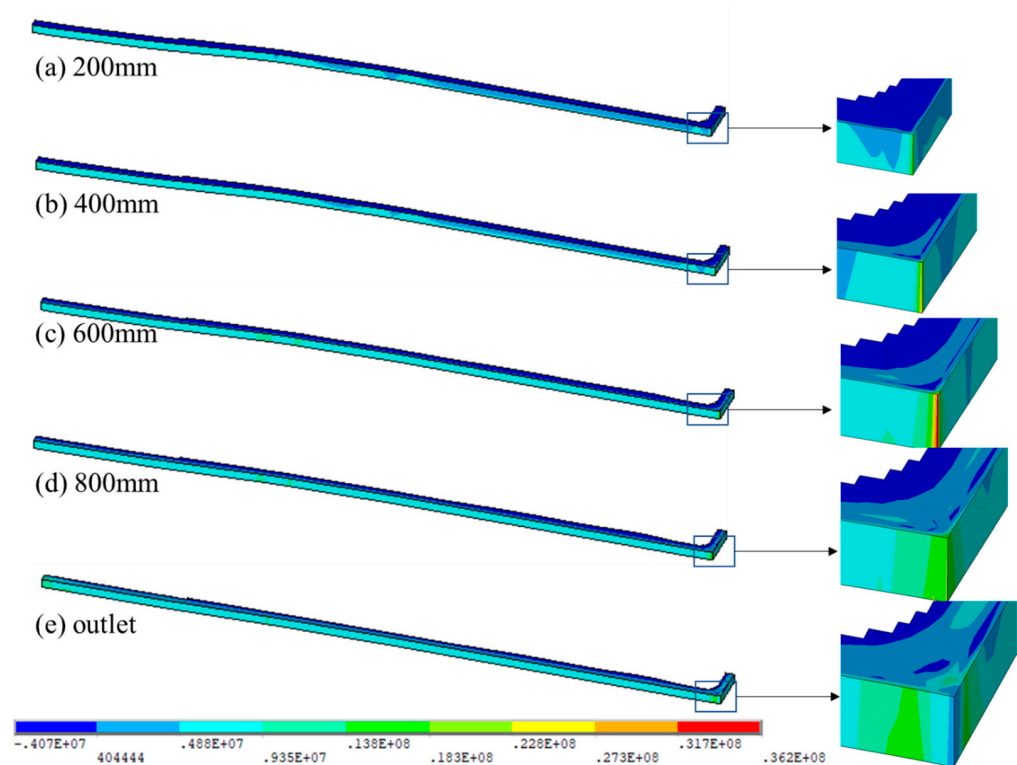 (a) 200mm
(b) 400mm
(c) 600mm
(d) 800mm
(e) outlet
-.407E+07 .488E+07 .138E+08 .228E+08 .317E+08
404444 .935E+07 .183E+08 .273E+08 .362E+08